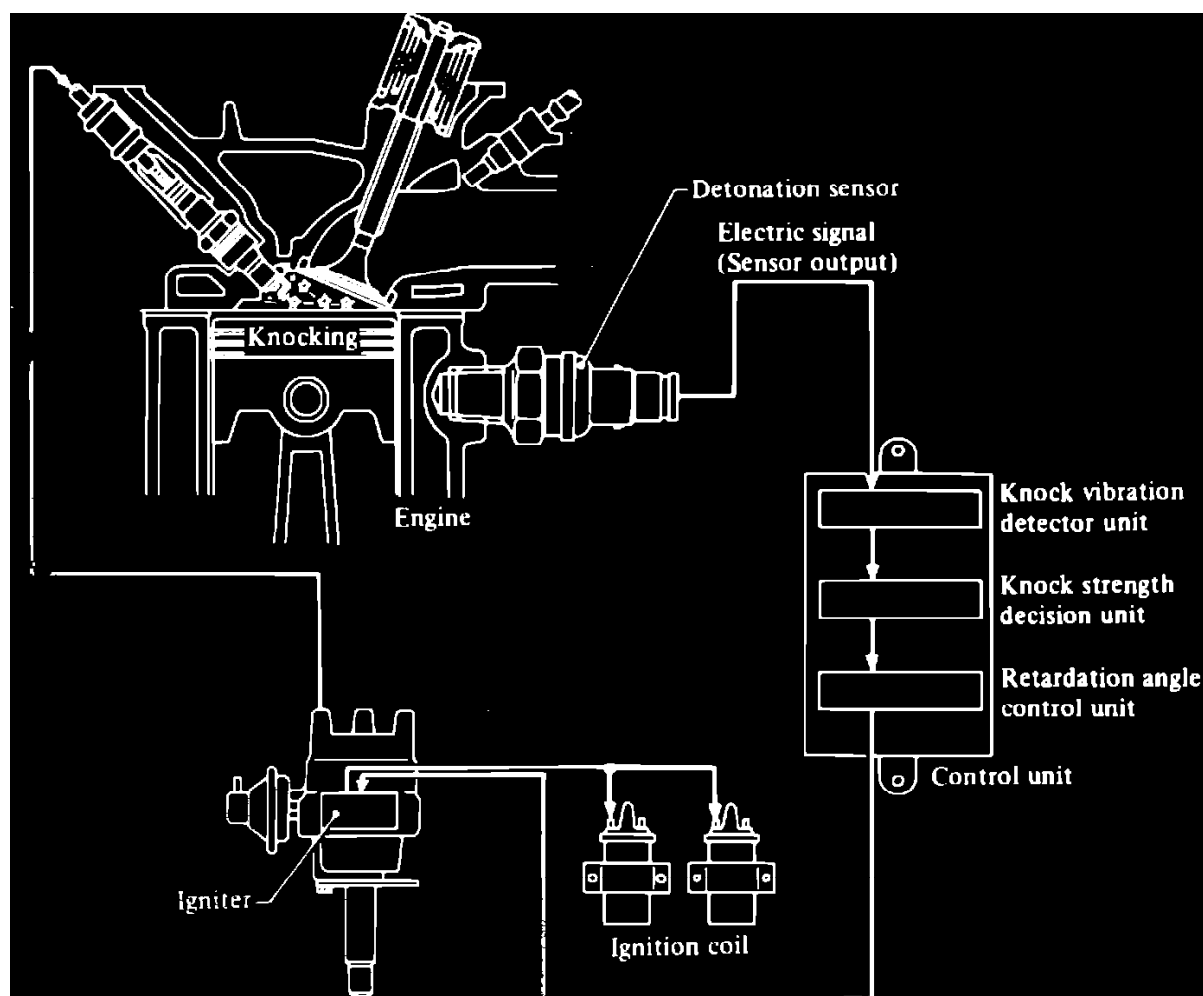 Detonation sensor
Electric signal
(Sensor output)
Knocking
Engine
Knock vibration
detector unit
Knock strength
decision unit
Retardation angle
control unit
Control unit
Igniter
Ignition coil